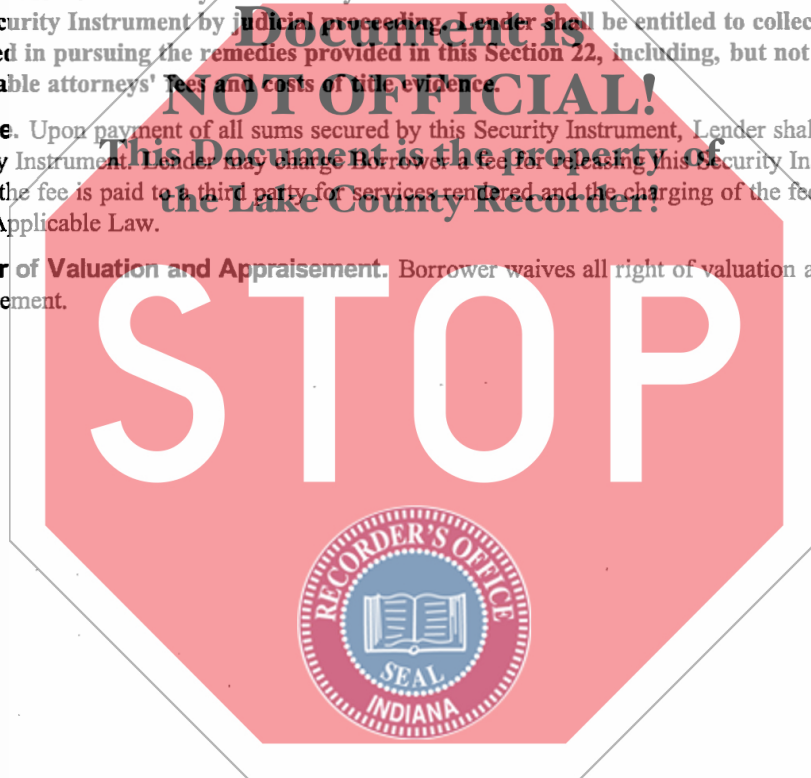 curity Instrument by judicial proceeding, Lender shall be entitled to collec
ed in pursuing the remedies provided in this Section 22, including, but not
able attorneys' fees and costs of title evidence.
e. Upon payment of all sums secured by this Security Instrument, Lender shal
y Instrument. Lender may charge Borrower a fee for releasing this Security In
the fee is paid to a third party for services rendered and the charging of the fee
Applicable Law.
r of Valuation and Appraisement. Borrower waives all right of valuation a
ement.
Document is
NOT OFFICIAL!
This Document is the property of
the Lake County Recorder!
STOP
RECORDER'S OFFICE
SEAL
INDIANA